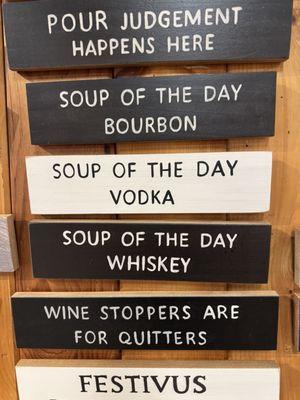 POUR JUDGEMENT
HAPPENS HERE
SOUP OF THE DAY
BOURBON
SOUP OF THE DAY
VODKA
SOUP OF THE DAY
WHISKEY
WINE STOPPERS ARE
FOR QUITTERS
FESTIVUS